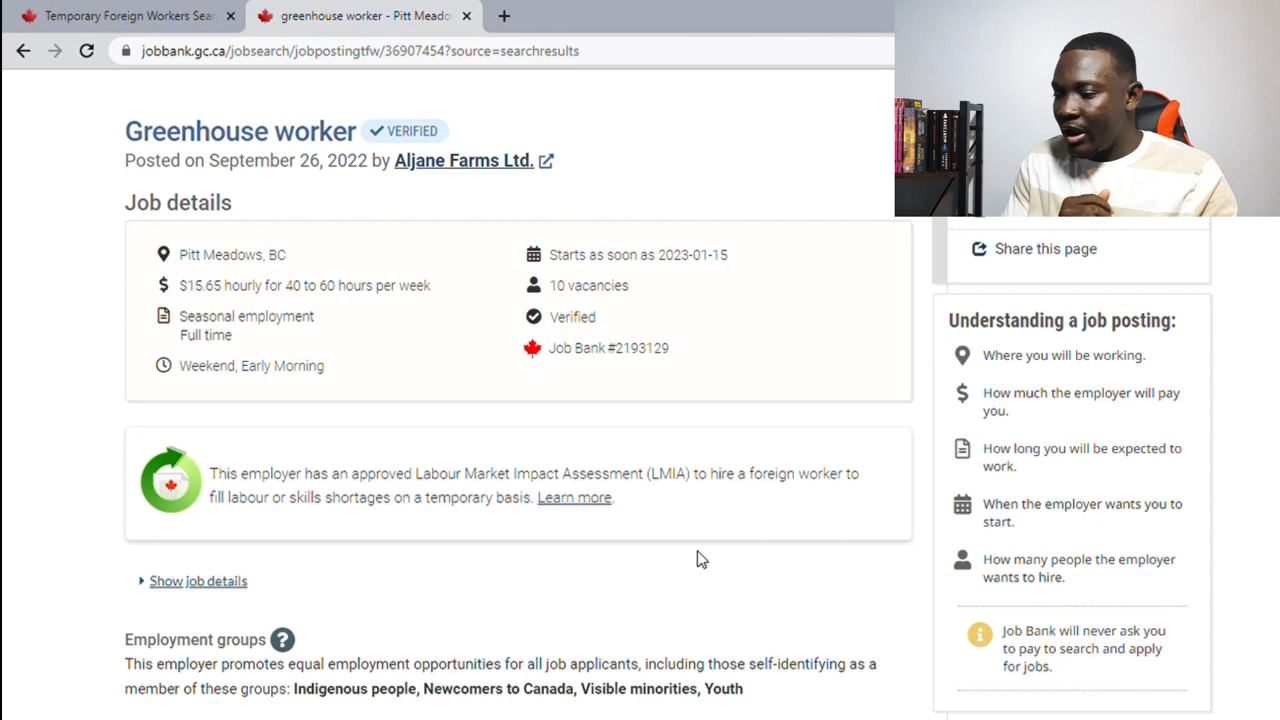 Temporary Foreign Workers Sear
greenhouse worker - Pitt Meado
jobbank.gc.ca/jobsearch/jobpostingtfw/36907454?source=searchresults
Greenhouse worker VERIFIED
Posted on September 26, 2022 by Aljane Farms Ltd.
Job details
Pitt Meadows, BC
$15.65 hourly for 40 to 60 hours per week
Seasonal employment
Full time
Weekend, Early Morning
Starts as soon as 2023-01-15
10 vacancies
Verified
Job Bank #2193129
This employer has an approved Labour Market Impact Assessment (LMIA) to hire a foreign worker to
fill labour or skills shortages on a temporary basis. Learn more.
Show job details
Employment groups ?
This employer promotes equal employment opportunities for all job applicants, including those self-identifying as a
member of these groups: Indigenous people, Newcomers to Canada, Visible minorities, Youth
Share this page
Understanding a job posting:
Where you will be working.
How much the employer will pay
you.
How long you will be expected to
work.
When the employer wants you to
start.
How many people the employer
wants to hire.
Job Bank will never ask you
to pay to search and apply
for jobs.